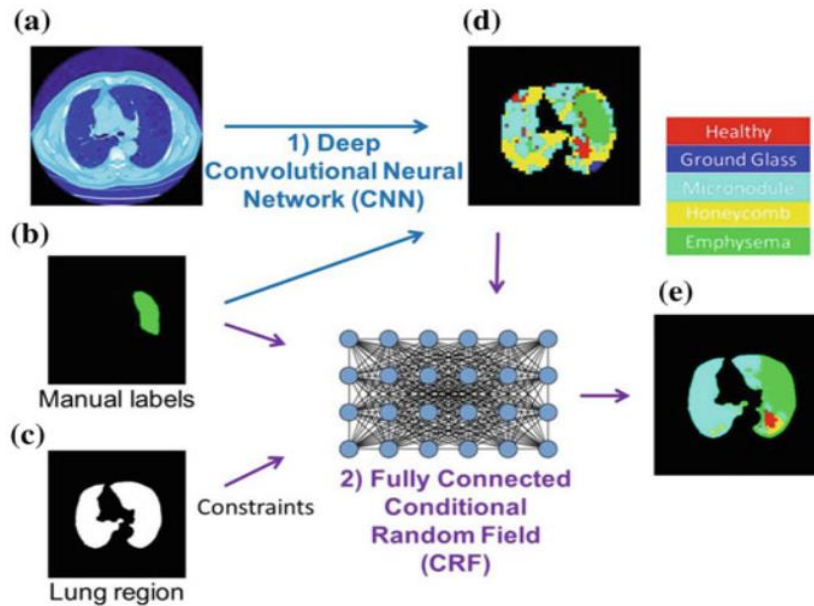 (a)
(d)
1) Deep
Convolutional Neural
Network (CNN)
Healthy
Ground Glass
Micronodule
Honeycomb
Emphysema
(b)
Manual labels
(e)
(c)
Constraints
Lung region
2) Fully Connected
Conditional
Random Field
(CRF)